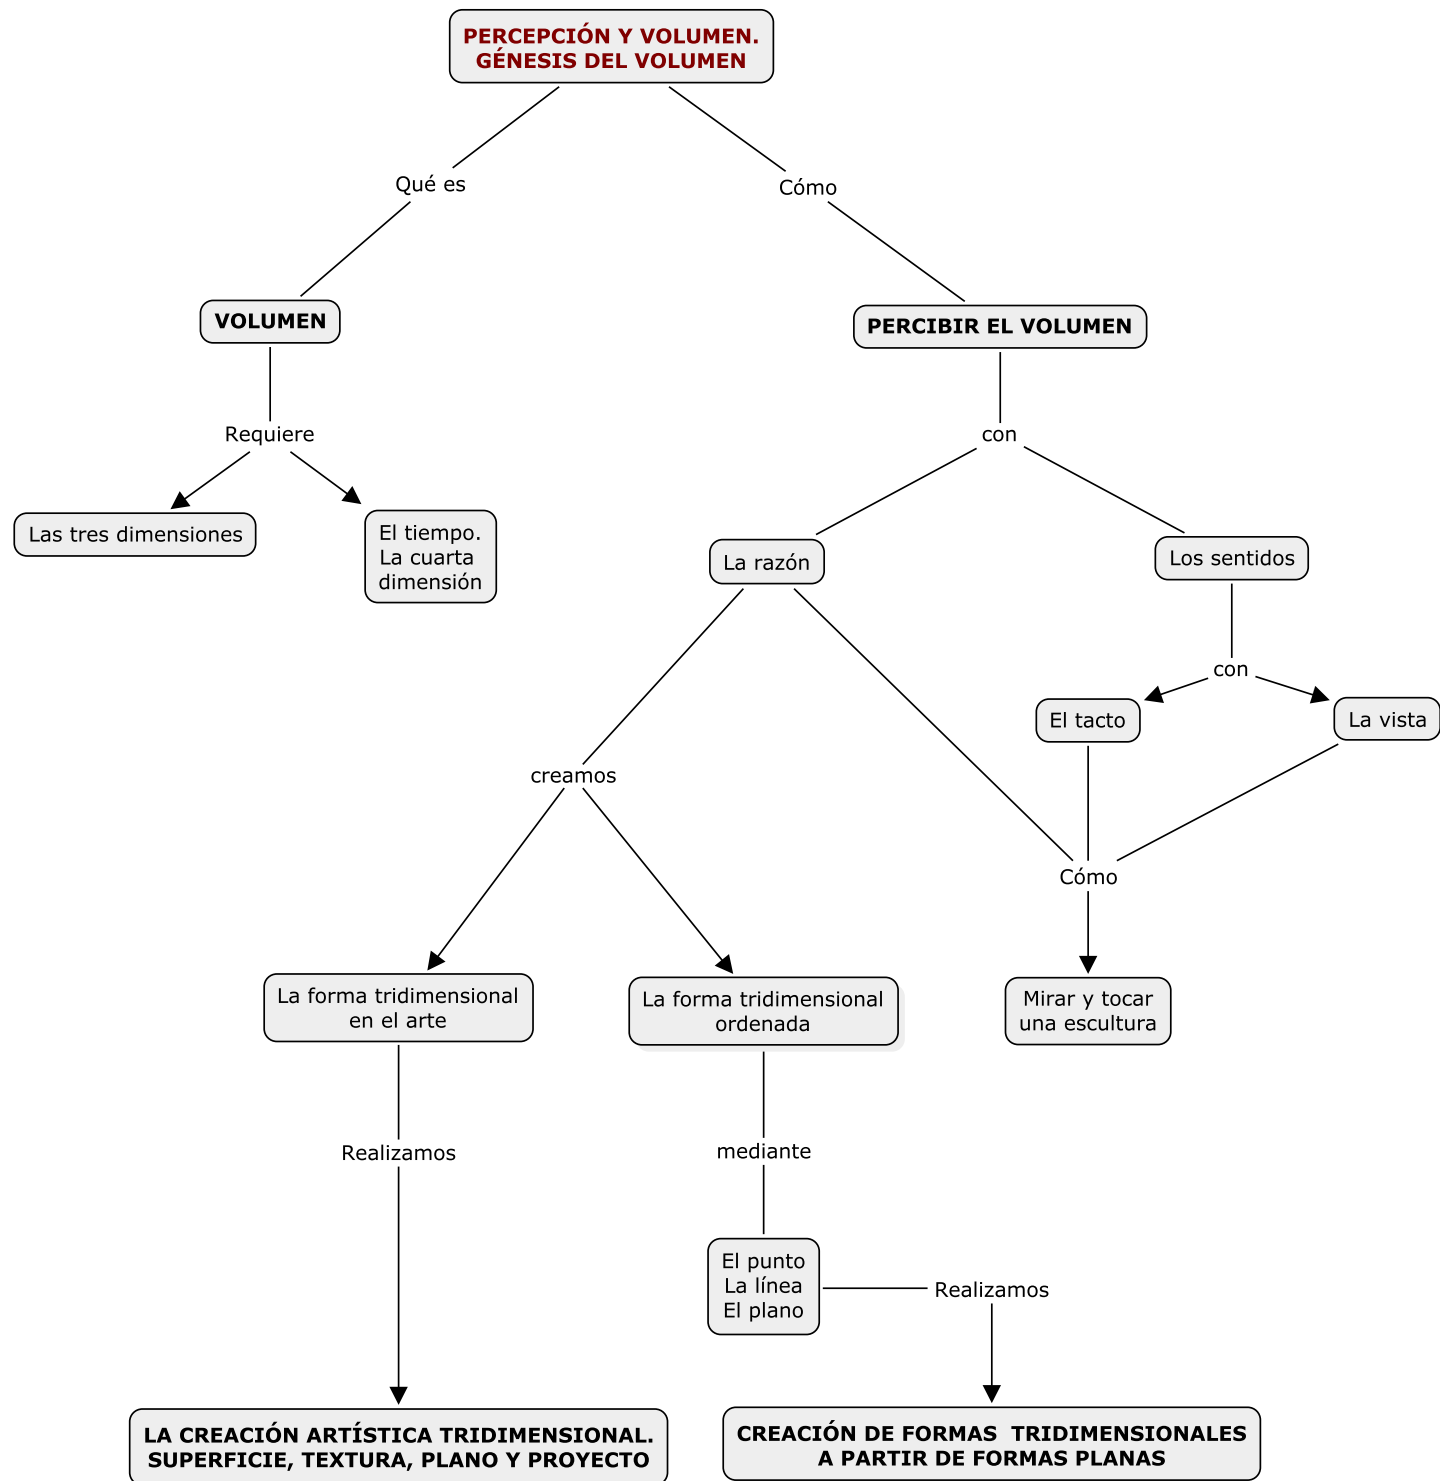 PERCEPCIÓN Y VOLUMEN.
GÉNESIS DEL VOLUMEN
Qué es
Cómo
VOLUMEN
PERCIBIR EL VOLUMEN
Requiere
con
Las tres dimensiones
El tiempo.
La cuarta
dimensión
La razón
Los sentidos
con
El tacto
La vista
creamos
Cómo
La forma tridimensional
en el arte
La forma tridimensional
ordenada
Mirar y tocar
una escultura
Realizamos
mediante
El punto
La línea
El plano
Realizamos
LA CREACIÓN ARTÍSTICA TRIDIMENSIONAL.
SUPERFICIE, TEXTURA, PLANO Y PROYECTO
CREACIÓN DE FORMAS  TRIDIMENSIONALES
A PARTIR DE FORMAS PLANAS